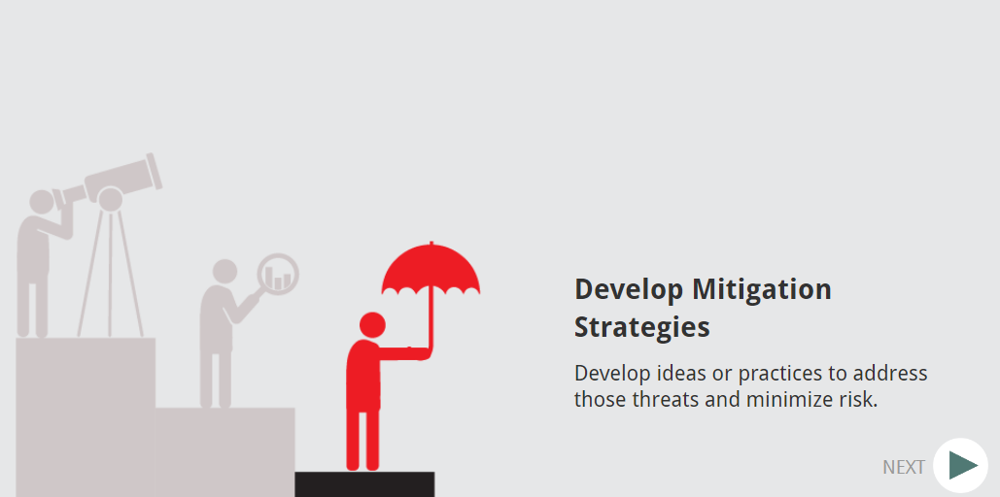 Develop Mitigation
Strategies
Develop ideas or practices to address
those threats and minimize risk.
NEXT